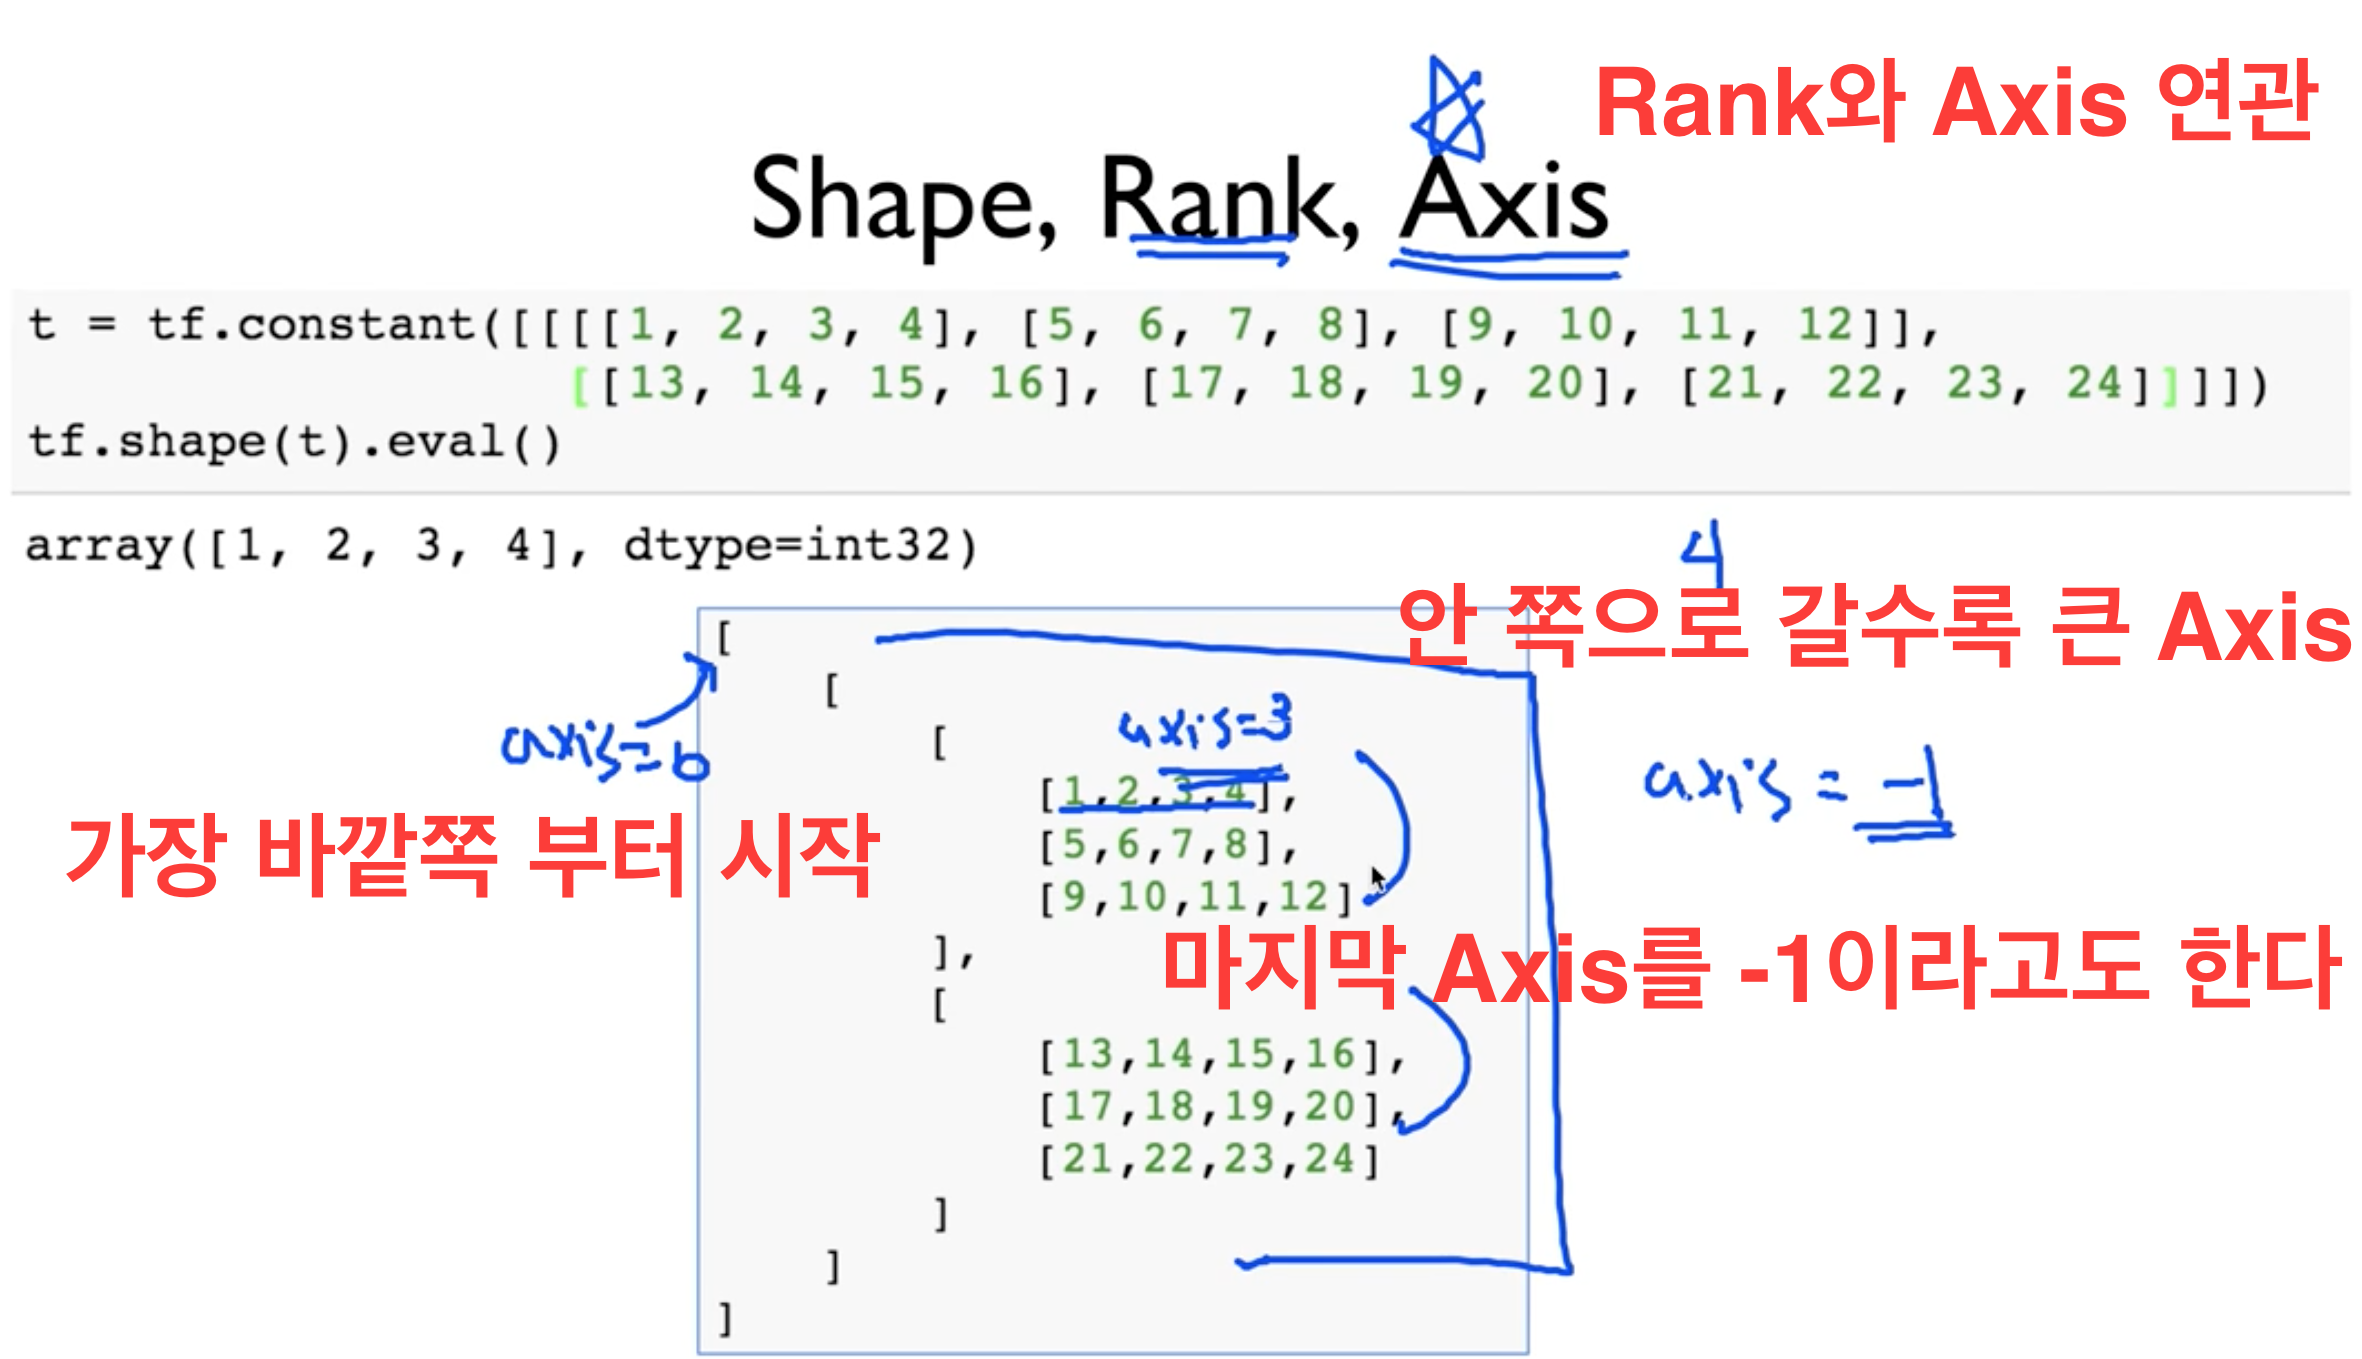 Rank와 Axis 연관
Shape, Rank, Axis
t = tf.constant([[[[1, 2, 3, 4], [5, 6, 7, 8], [9, 10, 11, 12]],
[[13, 14, 15, 16], [17, 18, 19, 20], [21, 22, 23, 24]]]])
tf.shape(t).eval()
array([1, 2, 3, 4], dtype=int32)
4
안 쪽으로 갈수록 큰 Axis
[
[
axis=0
[
axis=3
[1,2,3,4],
axis = -1
[5,6,7,8],
가장 바깥쪽 부터 시작
[9,10,11,12]
],
마지막 Axis를 -1이라고도 한다
[
[13,14,15,16],
[17,18,19,20],
[21,22,23,24]
]
]
]